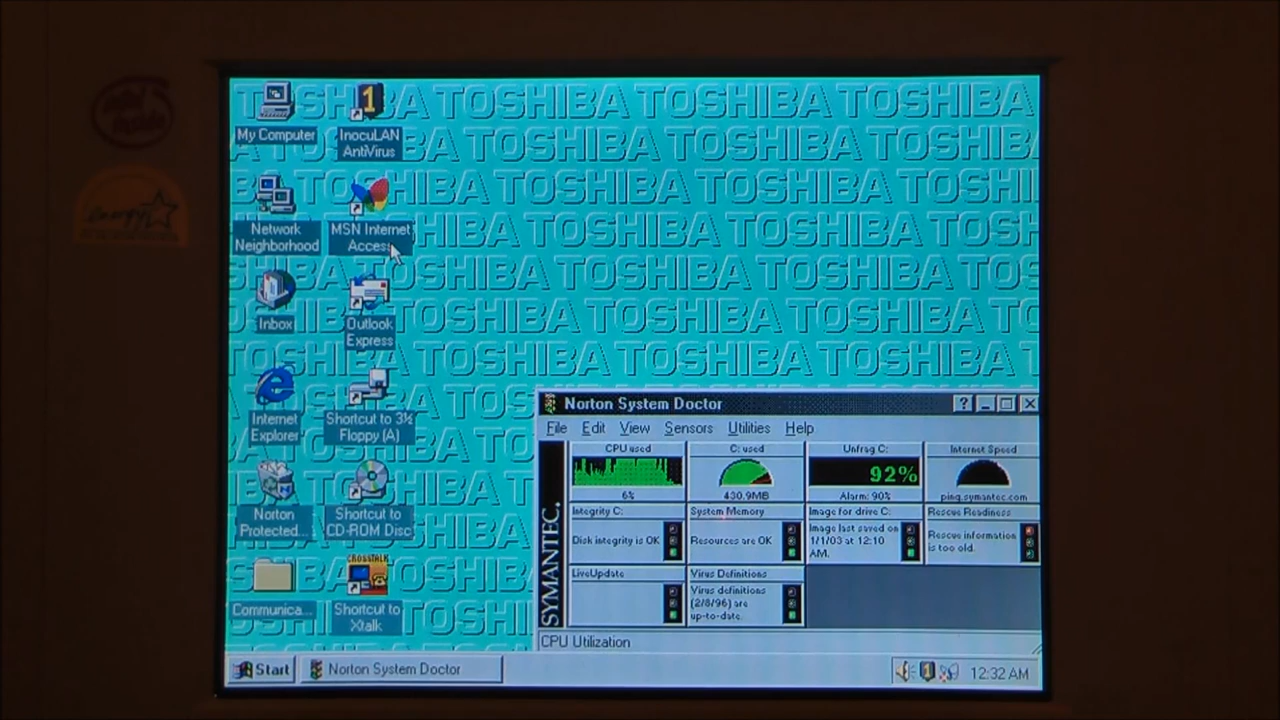 TOSHIBA TOSHIBA TOSHIBA TOSHIBA
My Computer
InocuLAN
AntiVirus
Network
Neighborhood
MSN Internet
Access
Inbox
Outlook
Express
Internet
Explorer
Shortcut to 3½
Floppy (A)
Norton
Protected...
Shortcut to
CD-ROM Disc
Communica...
CROSSTALK
Shortcut to
Xtalk
Norton System Doctor
File Edit View Sensors Utilities Help
SYMANTEC.
CPU used
6%
C: used
430.9MB
Unfrag C:
92%
Alarm: 90%
Internet Speed
ping.symantec.com
Integrity C:
Disk integrity is OK
System Memory
Resources are OK
Image for drive C:
Image last saved on
1/1/03 at 12:10
AM.
Rescue Readiness
Rescue information
is too old.
LiveUpdate
Virus Definitions
Virus definitions
(2/8/96) are
up-to-date.
CPU Utilization
Start
Norton System Doctor
12:32 AM
intel
inside
energy